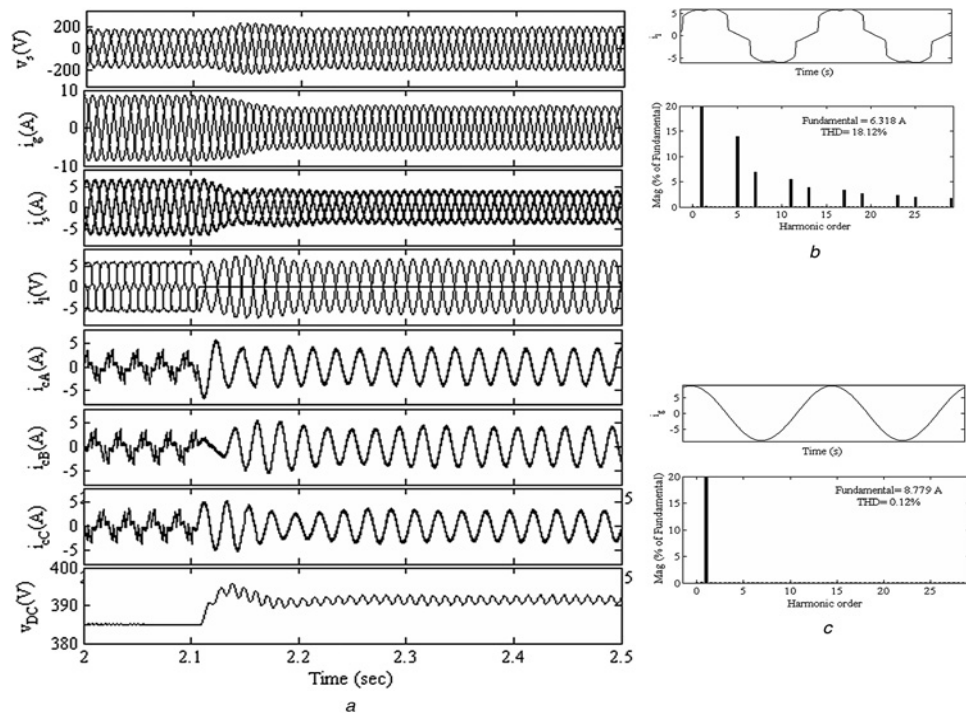 200
0
-200
v_s(V)
10
0
-10
i_g(A)
5
0
-5
i_s(A)
5
0
-5
i_l(V)
5
0
-5
i_cA(A)
5
0
-5
i_cB(A)
5
0
-5
5
i_cC(A)
400
390
380
5
v_DC(V)
2 2.1 2.2 2.3 2.4 2.5
Time (sec)
a
5
0
-5
i_l
Time (s)
20
15
10
5
0
Mag (% of Fundamental)
Fundamental = 6.318 A
THD= 18.12%
0 5 10 15 20 25
Harmonic order
b
5
0
-5
i_g
Time (s)
20
15
10
5
0
Mag (% of Fundamental)
Fundamental= 8.779 A
THD= 0.12%
0 5 10 15 20 25
Harmonic order
c